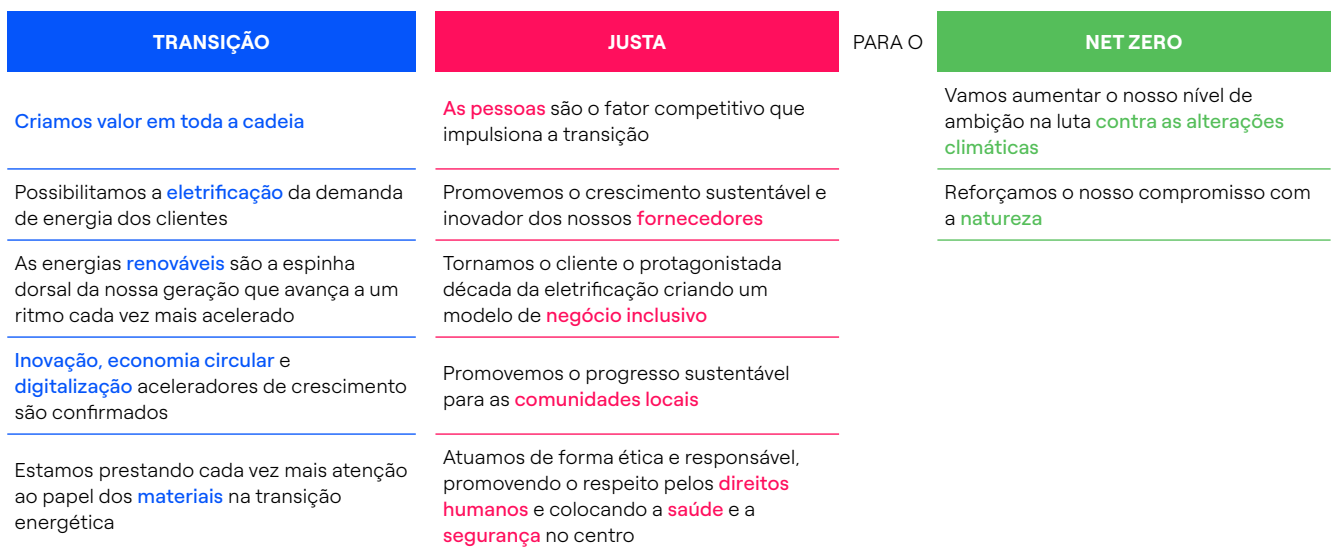 TRANSIÇÃO
Criamos valor em toda a cadeia
Possibilitamos a eletrificação da demanda
de energia dos clientes
As energias renováveis são a espinha
dorsal da nossa geração que avança a um
ritmo cada vez mais acelerado
Inovação, economia circular e
digitalização aceleradores de crescimento
são confirmados
Estamos prestando cada vez mais atenção
ao papel dos materiais na transição
energética
JUSTA
As pessoas são o fator competitivo que
impulsiona a transição
Promovemos o crescimento sustentável e
inovador dos nossos fornecedores
Tornamos o cliente o protagonistada
década da eletrificação criando um
modelo de negócio inclusivo
Promovemos o progresso sustentável
para as comunidades locais
Atuamos de forma ética e responsável,
promovendo o respeito pelos direitos
humanos e colocando a saúde e a
segurança no centro
PARA O
NET ZERO
Vamos aumentar o nosso nível de
ambição na luta contra as alterações
climáticas
Reforçamos o nosso compromisso com
a natureza